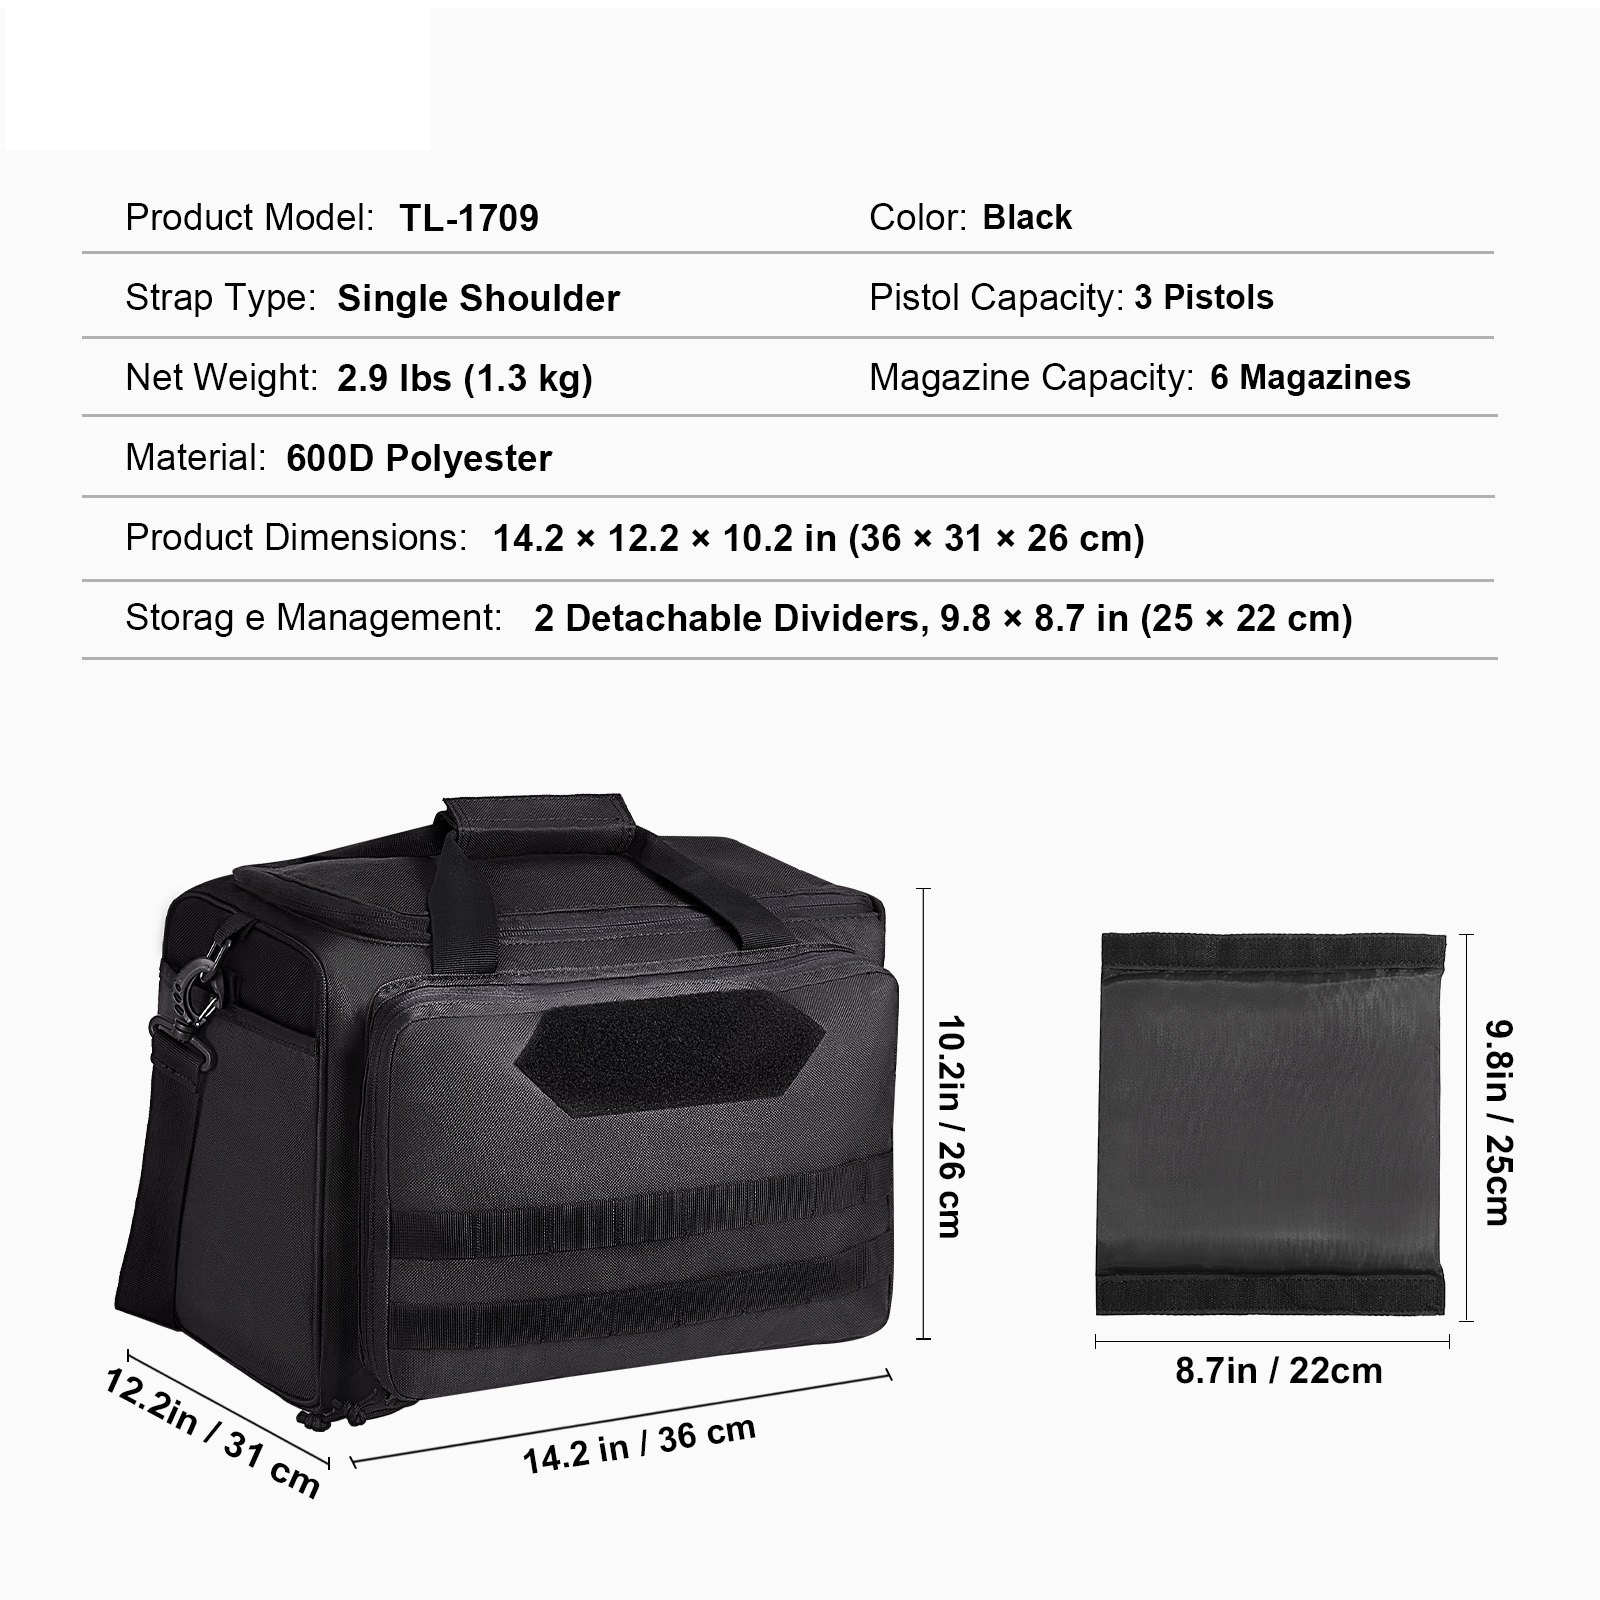 Product Model: TL-1709 Color: Black
Strap Type: Single Shoulder Pistol Capacity: 3 Pistols
Net Weight: 2.9 lbs (1.3 kg) Magazine Capacity: 6 Magazines
Material: 600D Polyester
Product Dimensions: 14.2 × 12.2 × 10.2 in (36 × 31 × 26 cm)
Storag e Management: 2 Detachable Dividers, 9.8 × 8.7 in (25 × 22 cm)
10.2in / 26 cm
9.8in / 25cm
12.2in / 31 cm
14.2 in / 36 cm
8.7in / 22cm